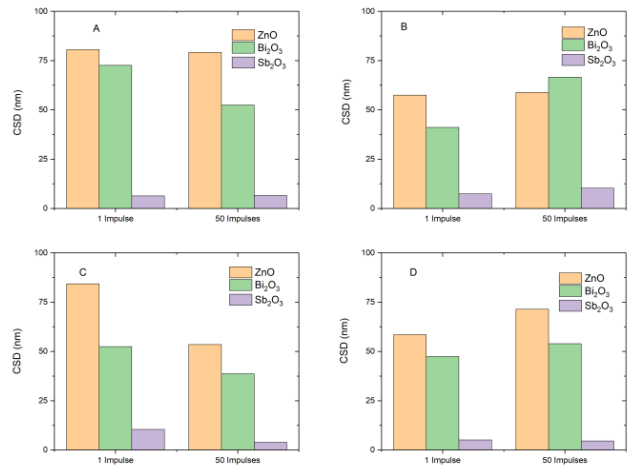 A
ZnO
Bi₂O₃
Sb₂O₃
CSD (nm)
100
75
50
25
0
1 Impulse
50 Impulses
B
ZnO
Bi₂O₃
Sb₂O₃
CSD (nm)
100
75
50
25
0
1 Impulse
50 Impulses
C
ZnO
Bi₂O₃
Sb₂O₃
CSD (nm)
100
75
50
25
0
1 Impulse
50 Impulses
D
ZnO
Bi₂O₃
Sb₂O₃
CSD (nm)
100
75
50
25
0
1 Impulse
50 Impulses